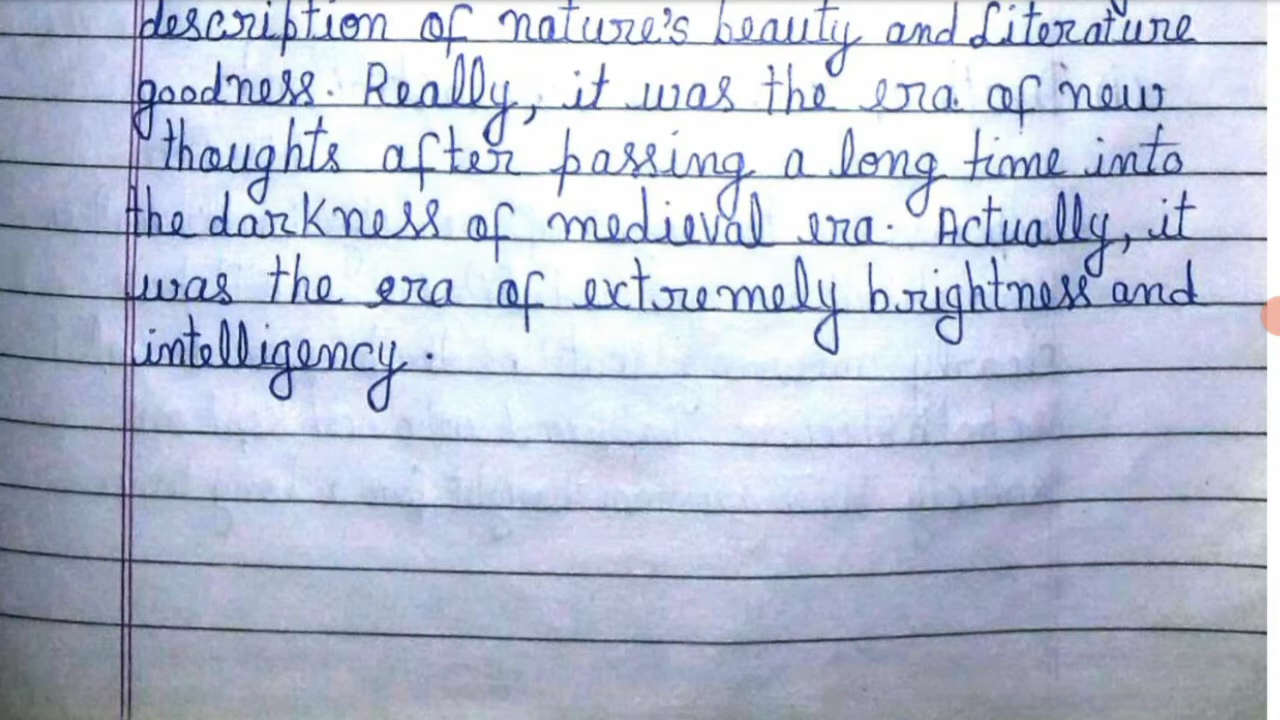 description of nature's beauty and Literature
goodness. Really, it was the era of new
thoughts after passing a long time into
the darkness of medieval era. Actually, it
was the era of extremely brightness and
intelligency.